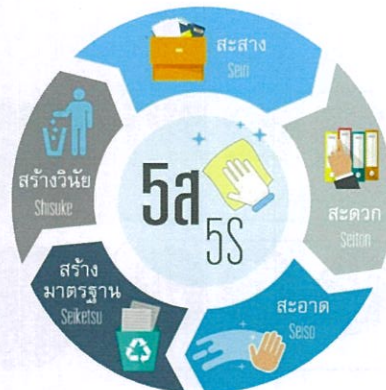 สะสาง
Seiri
สะดวก
Seiton
สะอาด
Seiso
สร้าง
มาตรฐาน
Seiketsu
สร้างวินัย
Shisuke
5ส
5S